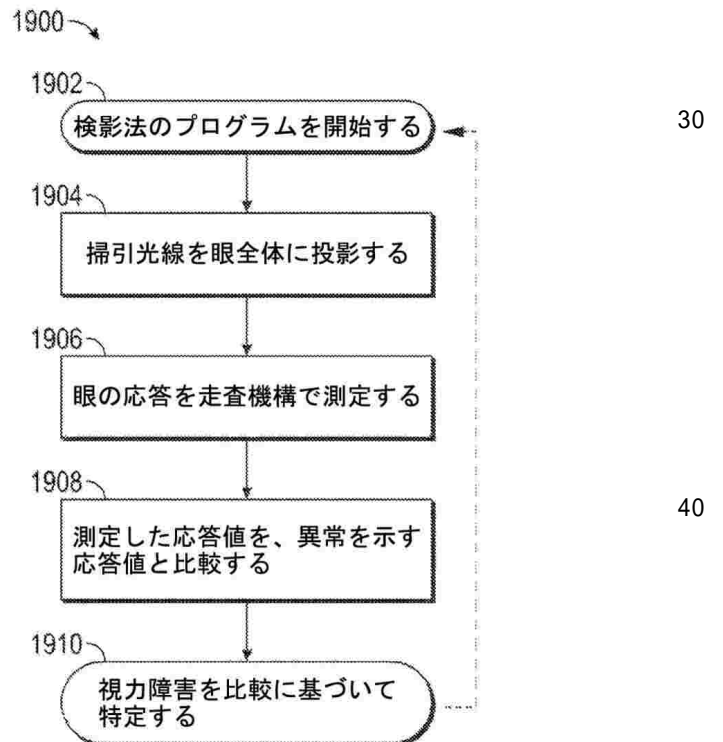 1900
1902
検影法のプログラムを開始する
30
1904
掃引光線を眼全体に投影する
1906
眼の応答を走査機構で測定する
1908
測定した応答値を、異常を示す
応答値と比較する
40
1910
視力障害を比較に基づいて
特定する